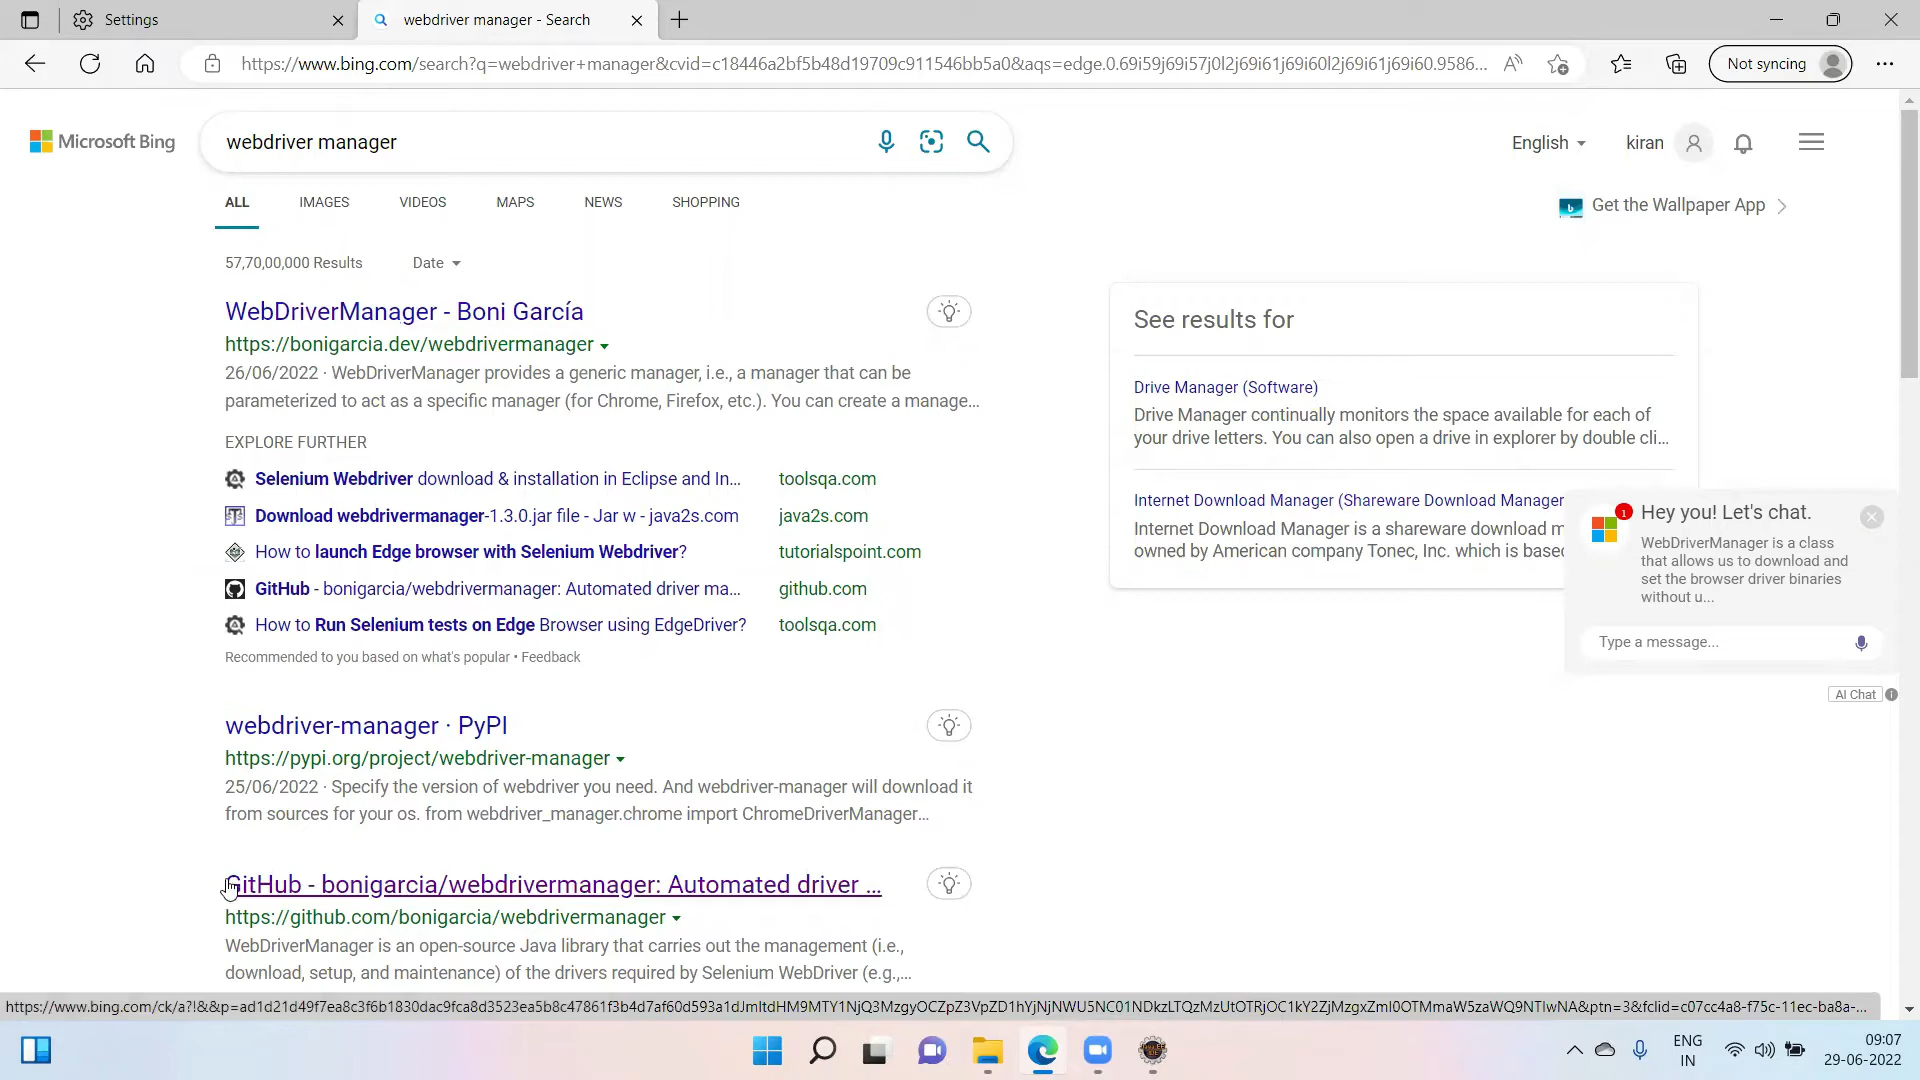 Settings
webdriver manager - Search
https://www.bing.com/search?q=webdriver+manager&cvid=c18446a2bf5b48d19709c911546bb5a0&aqs=edge.0.69i59j69i57j0l2j69i61j69i60l2j69i61j69i60.9586...
Not syncing
Microsoft Bing
webdriver manager
English
kiran
ALL
IMAGES
VIDEOS
MAPS
NEWS
SHOPPING
Get the Wallpaper App
57,70,00,000 Results
Date
WebDriverManager - Boni García
https://bonigarcia.dev/webdrivermanager
26/06/2022 · WebDriverManager provides a generic manager, i.e., a manager that can be
parameterized to act as a specific manager (for Chrome, Firefox, etc.). You can create a manage...
EXPLORE FURTHER
Selenium Webdriver download & installation in Eclipse and In... toolsqa.com
Download webdrivermanager-1.3.0.jar file - Jar w - java2s.com java2s.com
How to launch Edge browser with Selenium Webdriver? tutorialspoint.com
GitHub - bonigarcia/webdrivermanager: Automated driver ma... github.com
How to Run Selenium tests on Edge Browser using EdgeDriver? toolsqa.com
Recommended to you based on what's popular • Feedback
webdriver-manager · PyPI
https://pypi.org/project/webdriver-manager
25/06/2022 · Specify the version of webdriver you need. And webdriver-manager will download it
from sources for your os. from webdriver_manager.chrome import ChromeDriverManager...
GitHub - bonigarcia/webdrivermanager: Automated driver ...
https://github.com/bonigarcia/webdrivermanager
WebDriverManager is an open-source Java library that carries out the management (i.e.,
download, setup, and maintenance) of the drivers required by Selenium WebDriver (e.g.,...
See results for
Drive Manager (Software)
Drive Manager continually monitors the space available for each of
your drive letters. You can also open a drive in explorer by double cli...
Internet Download Manager (Shareware Download Manager
Internet Download Manager is a shareware download m
owned by American company Tonec, Inc. which is base
1
Hey you! Let's chat.
WebDriverManager is a class
that allows us to download and
set the browser driver binaries
without u...
Type a message...
AI Chat
https://www.bing.com/ck/a?!&&p=ad1d21d49f7ea8c3f6b1830dac9fca8d3523ea5b8c47861f3b4d7af60d593a1dJmltdHM9MTY1NjQ3MzgyOCZpZ3VpZD1hYjNjNWU5NC01NDkzLTQzMzUtOTRjOC1kY2ZjMzgxZmI0OTMmaW5zaWQ9NTIwNA&ptn=3&fclid=c07cc4a8-f75c-11ec-ba8a-...
ENG
IN
09:07
29-06-2022